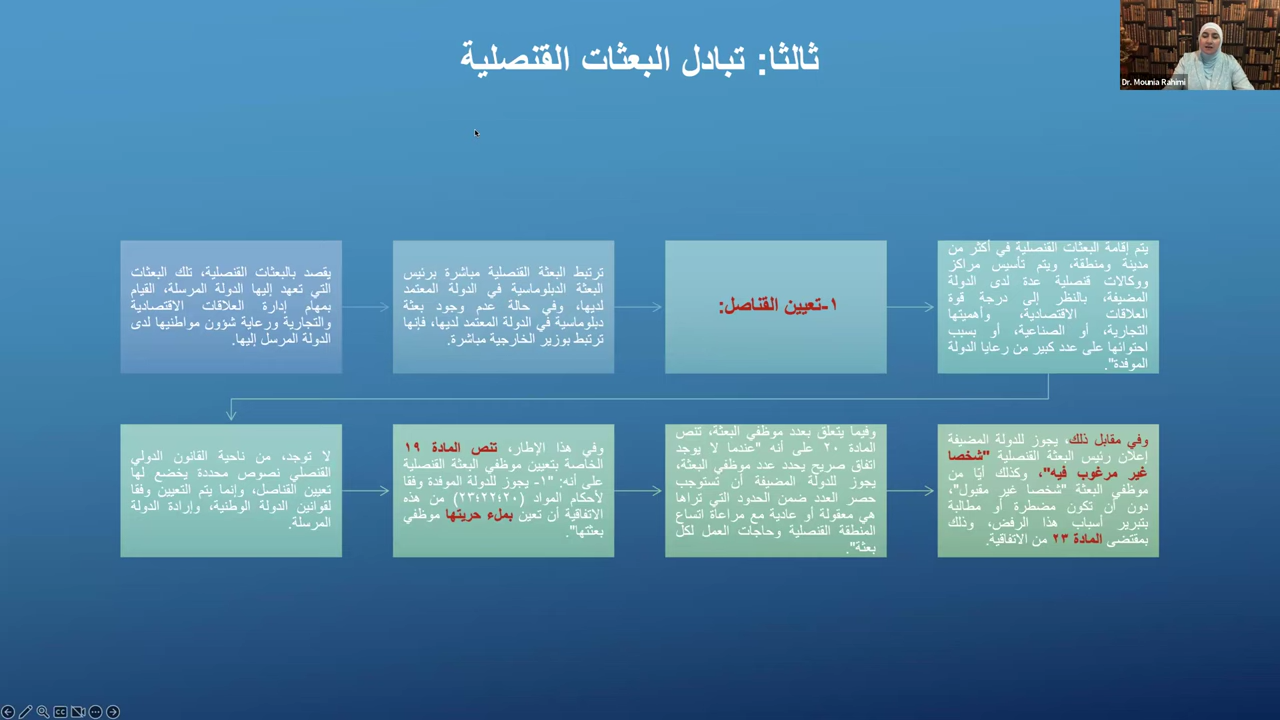 ثالثا: تبادل البعثات القنصلية
Dr. Mounia Rahimi
يقصد بالبعثات القنصلية، تلك البعثات
التي تعهد إليها الدولة المرسلة، القيام
بمهام إدارة العلاقات الاقتصادية
والتجارية ورعاية شؤون مواطنيها لدى
الدولة المرسل إليها.
ترتبط البعثة القنصلية مباشرة برئيس
البعثة الدبلوماسية في الدولة المعتمد
لديها، وفي حالة عدم وجود بعثة
دبلوماسية في الدولة المعتمد لديها، فإنها
ترتبط بوزير الخارجية مباشرة.
١-تعيين القناصل:
يتم إقامة البعثات القنصلية في أكثر من
مدينة ومنطقة، ويتم تأسيس مراكز
ووكالات قنصلية عدة لدى الدولة
المضيفة، بالنظر إلى درجة قوة
العلاقات الاقتصادية، وأهميتها
التجارية، أو الصناعية، أو بسبب
احتوائها على عدد كبير من رعايا الدولة
الموفدة".
لا توجد، من ناحية القانون الدولي
القنصلي نصوص محددة يخضع لها
تعيين القناصل، وإنما يتم التعيين وفقا
لقوانين الدولة الوطنية، وإرادة الدولة
المرسلة.
وفي هذا الإطار، تنص المادة ١٩
الخاصة بتعيين موظفي البعثة القنصلية
على أنه: "١- يجوز للدولة الموفدة وفقا
لأحكام المواد (٢٠؛٢٢؛٢٣) من هذه
الاتفاقية أن تعين بملء حريتها موظفي
بعثتها".
وفيما يتعلق بعدد موظفي البعثة، تنص
المادة ٢٠ على أنه "عندما لا يوجد
اتفاق صريح يحدد عدد موظفي البعثة،
يجوز للدولة المضيفة أن تستوجب
حصر العدد ضمن الحدود التي تراها
هي معقولة أو عادية مع مراعاة اتساع
المنطقة القنصلية وحاجات العمل لكل
بعثة".
وفي مقابل ذلك، يجوز للدولة المضيفة
إعلان رئيس البعثة القنصلية "شخصا
غير مرغوب فيه"، وكذلك أيًا من
موظفي البعثة "شخصا غير مقبول"،
دون أن تكون مضطرة أو مطالبة
بتبرير أسباب هذا الرفض، وذلك
بمقتضى المادة ٢٣ من الاتفاقية.